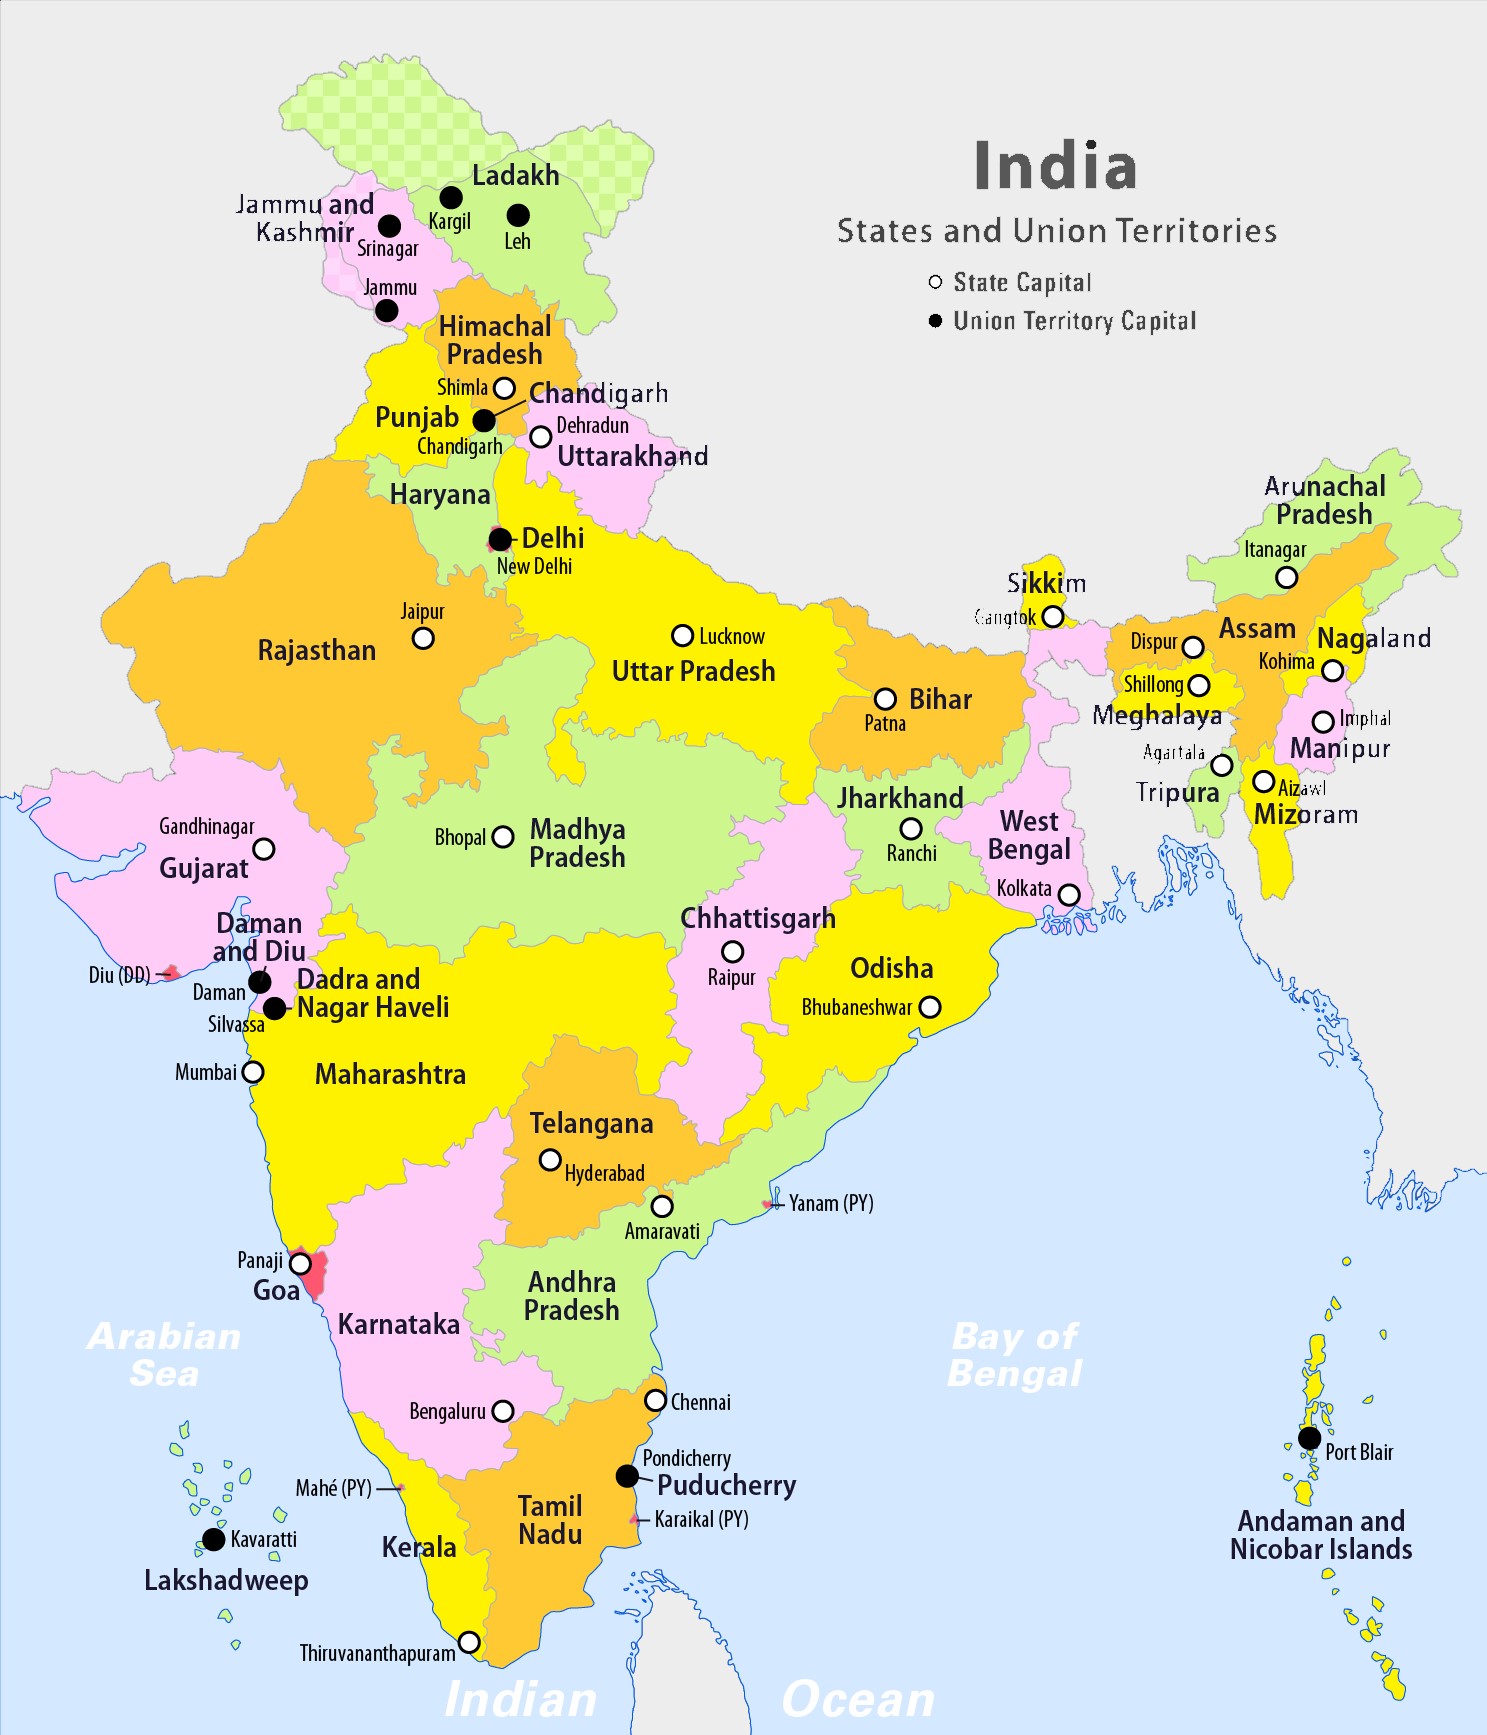 India
States and Union Territories
State Capital
Union Territory Capital
Ladakh
Kargil
Leh
Jammu and
Kashmir
Srinagar
Jammu
Himachal
Pradesh
Shimla
Chandigarh
Punjab
Chandigarh
Dehradun
Uttarakhand
Haryana
Delhi
New Delhi
Arunachal
Pradesh
Itanagar
Sikkim
Gangtok
Jaipur
Rajasthan
Lucknow
Uttar Pradesh
Dispur
Assam
Nagaland
Kohima
Bihar
Patna
Shillong
Meghalaya
Imphal
Manipur
Agartala
Tripura
Aizawl
Mizoram
Gandhinagar
Gujarat
Bhopal
Madhya
Pradesh
Jharkhand
Ranchi
West
Bengal
Kolkata
Daman
and Diu
Diu (DD)
Daman
Dadra and
Nagar Haveli
Silvassa
Chhattisgarh
Raipur
Odisha
Bhubaneshwar
Mumbai
Maharashtra
Telangana
Hyderabad
Amaravati
Yanam (PY)
Panaji
Goa
Andhra
Pradesh
Karnataka
Arabian
Sea
Bay of
Bengal
Bengaluru
Chennai
Pondicherry
Puducherry
Port Blair
Mahé (PY)
Tamil
Nadu
Karaikal (PY)
Andaman and
Nicobar Islands
Kavaratti
Lakshadweep
Kerala
Thiruvananthapuram
Indian Ocean